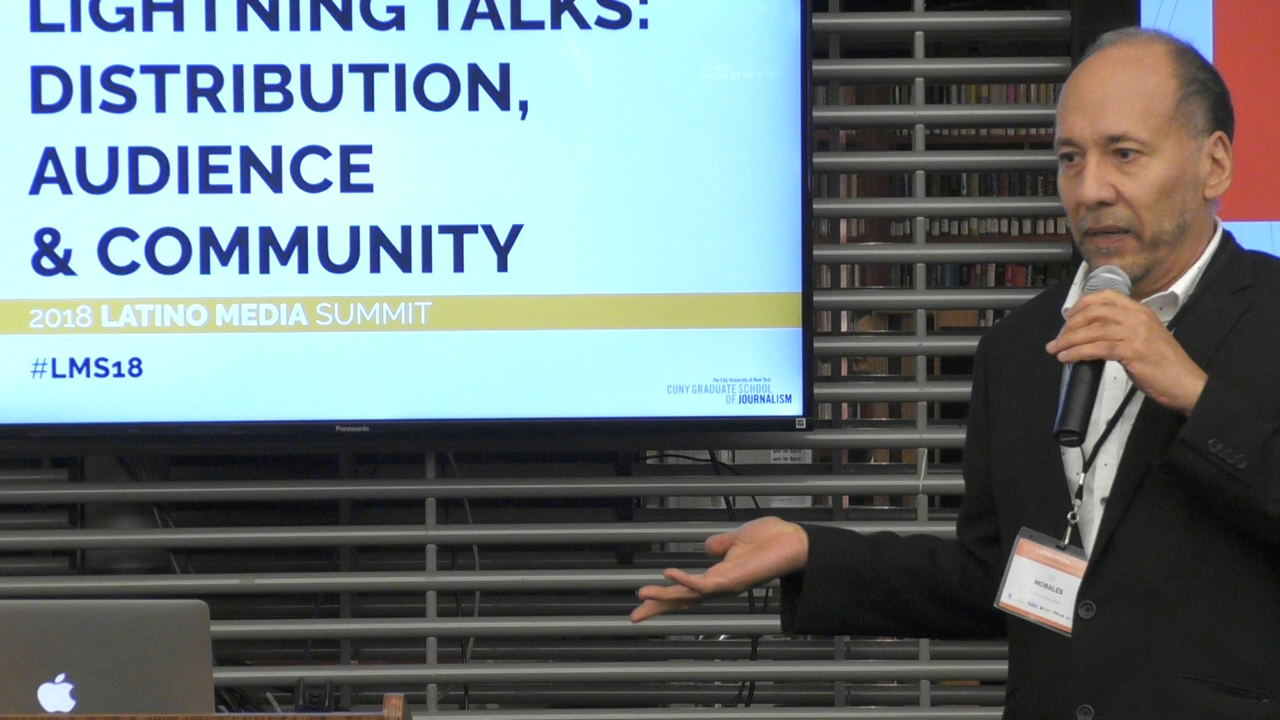 LIGHTNING TALKS:
DISTRIBUTION,
AUDIENCE
& COMMUNITY
2018 LATINO MEDIA SUMMIT
#LMS18
The City University of New York
CUNY GRADUATE SCHOOL
OF JOURNALISM
Panasonic
MORALES